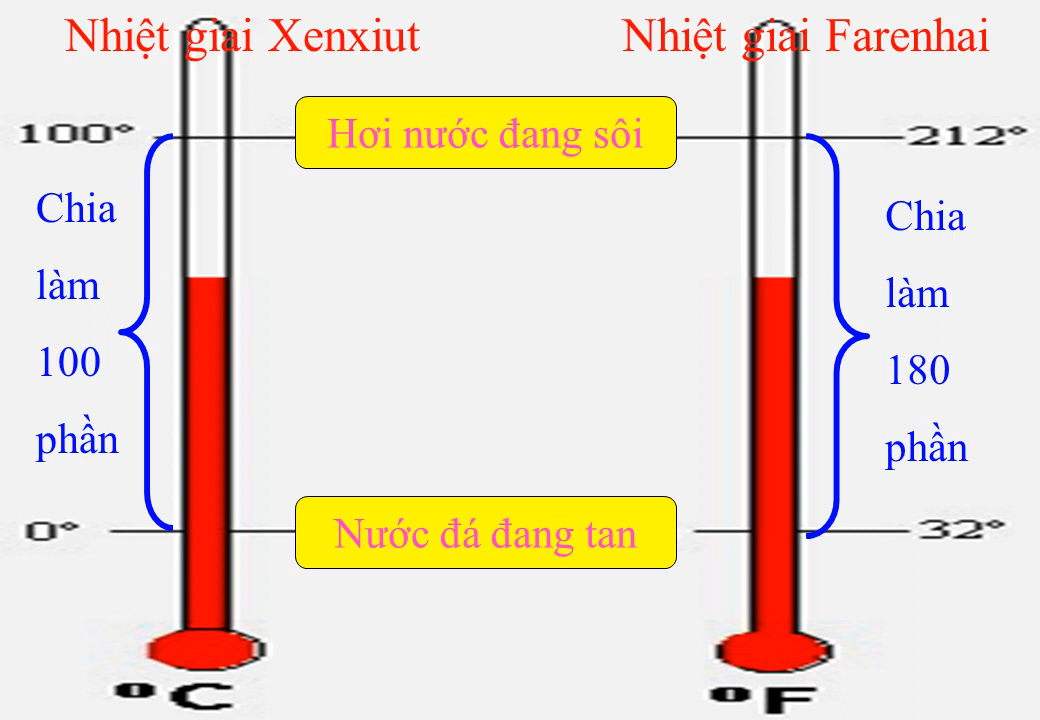 Nhiệt giai Xenxiut
Nhiệt giai Farenhai
100°
Hơi nước đang sôi
212°
Chia
làm
100
phần
Chia
làm
180
phần
0°
Nước đá đang tan
32°
°C
°F